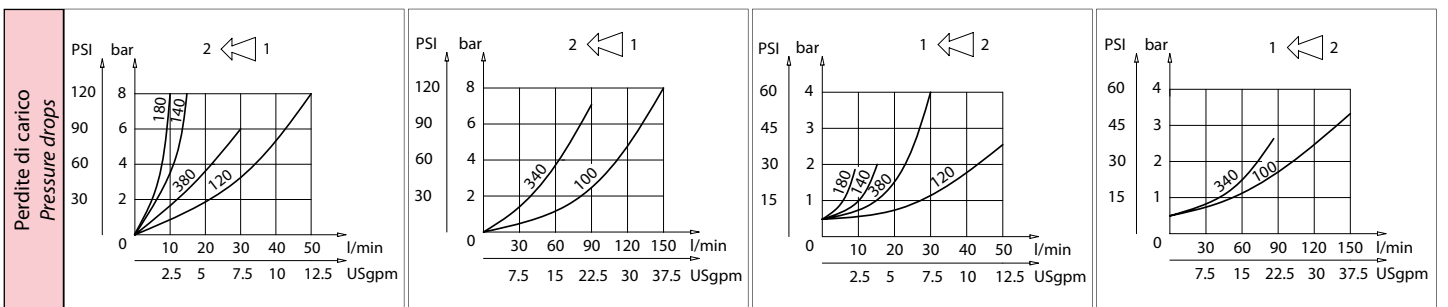 Perdite di carico
Pressure drops
PSI bar 2 1
120 8
90 6
60 4
30 2
0
180 140 380 120
10 20 30 40 50 l/min
2.5 5 7.5 10 12.5 USgpm
PSI bar 2 1
120 8
90 6
60 4
30 2
0
340 100
30 60 90 120 150 l/min
7.5 15 22.5 30 37.5 USgpm
PSI bar 1 2
60 4
45 3
30 2
15 1
0
180 140 380 120
10 20 30 40 50 l/min
2.5 5 7.5 10 12.5 USgpm
PSI bar 1 2
60 4
45 3
30 2
15 1
0
340 100
30 60 90 120 150 l/min
7.5 15 22.5 30 37.5 USgpm